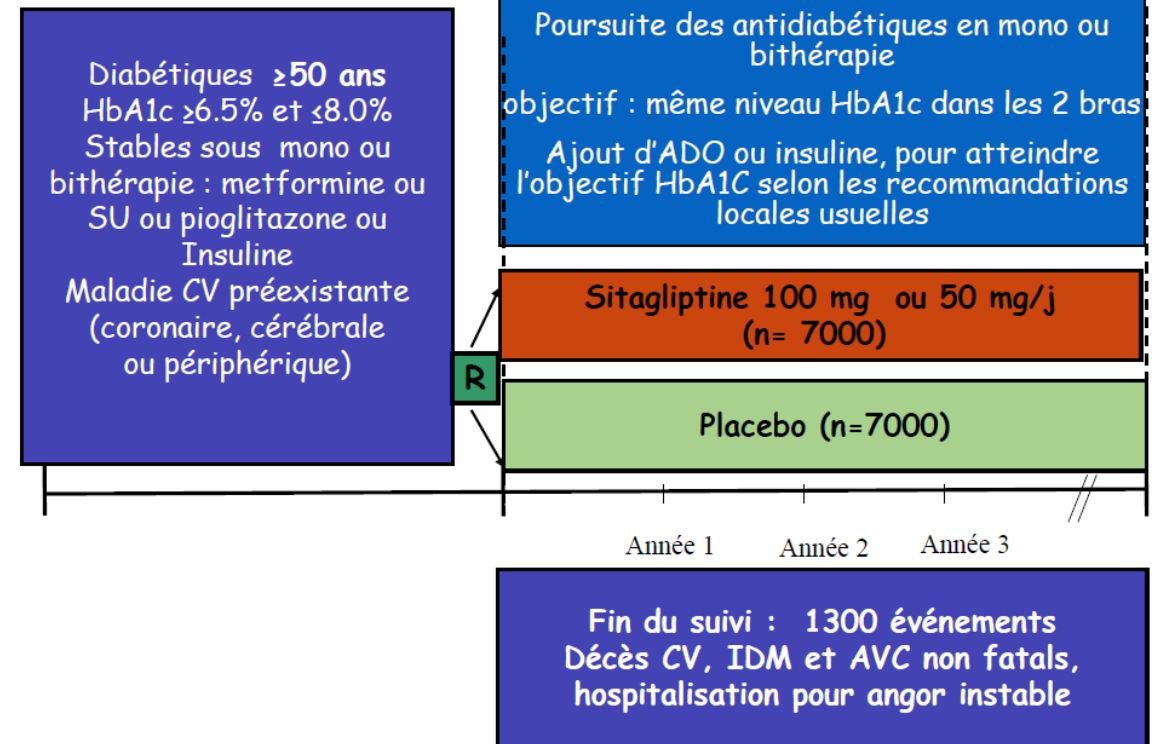 Diabétiques ≥50 ans
HbA1c ≥6.5% et ≤8.0%
Stables sous mono ou
bithérapie : metformine ou
SU ou pioglitazone ou
Insuline
Maladie CV préexistante
(coronaire, cérébrale
ou périphérique)
Poursuite des antidiabétiques en mono ou
bithérapie
objectif : même niveau HbA1c dans les 2 bras
Ajout d'ADO ou insuline, pour atteindre
l'objectif HbA1C selon les recommandations
locales usuelles
R
Sitagliptine 100 mg ou 50 mg/j
(n= 7000)
Placebo (n=7000)
Année 1
Année 2
Année 3
Fin du suivi : 1300 événements
Décès CV, IDM et AVC non fatals,
hospitalisation pour angor instable